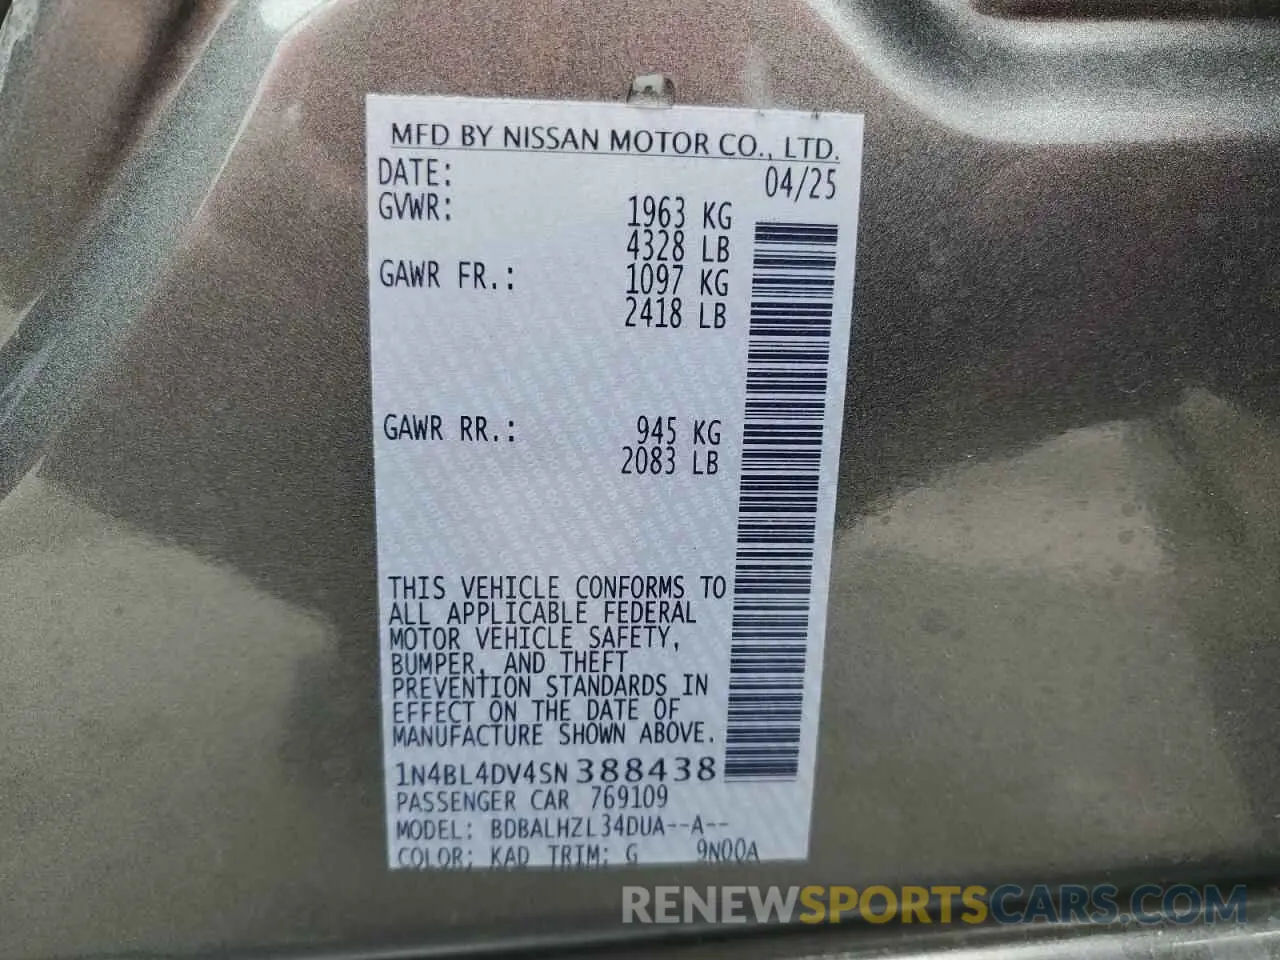 MFD BY NISSAN MOTOR CO., LTD.
DATE: 04/25
GVWR: 1963 KG
4328 LB
GAWR FR.: 1097 KG
2418 LB
GAWR RR.: 945 KG
2083 LB
THIS VEHICLE CONFORMS TO
ALL APPLICABLE FEDERAL
MOTOR VEHICLE SAFETY,
BUMPER, AND THEFT
PREVENTION STANDARDS IN
EFFECT ON THE DATE OF
MANUFACTURE SHOWN ABOVE.
1N4BL4DV4SN388438
PASSENGER CAR 769109
MODEL: BDBALHZL34DUA--A--
COLOR: KAD TRIM: G 9N00A
RENEWSPORTSCARS.COM